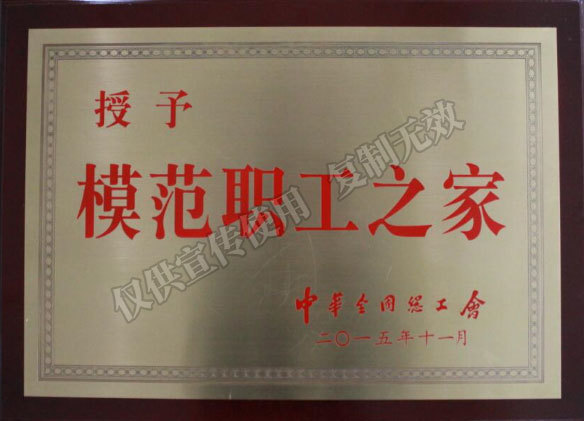 授予
模范职工之家
中华全国总工会
二〇一五年十一月
仅供宣传使用 复制无效